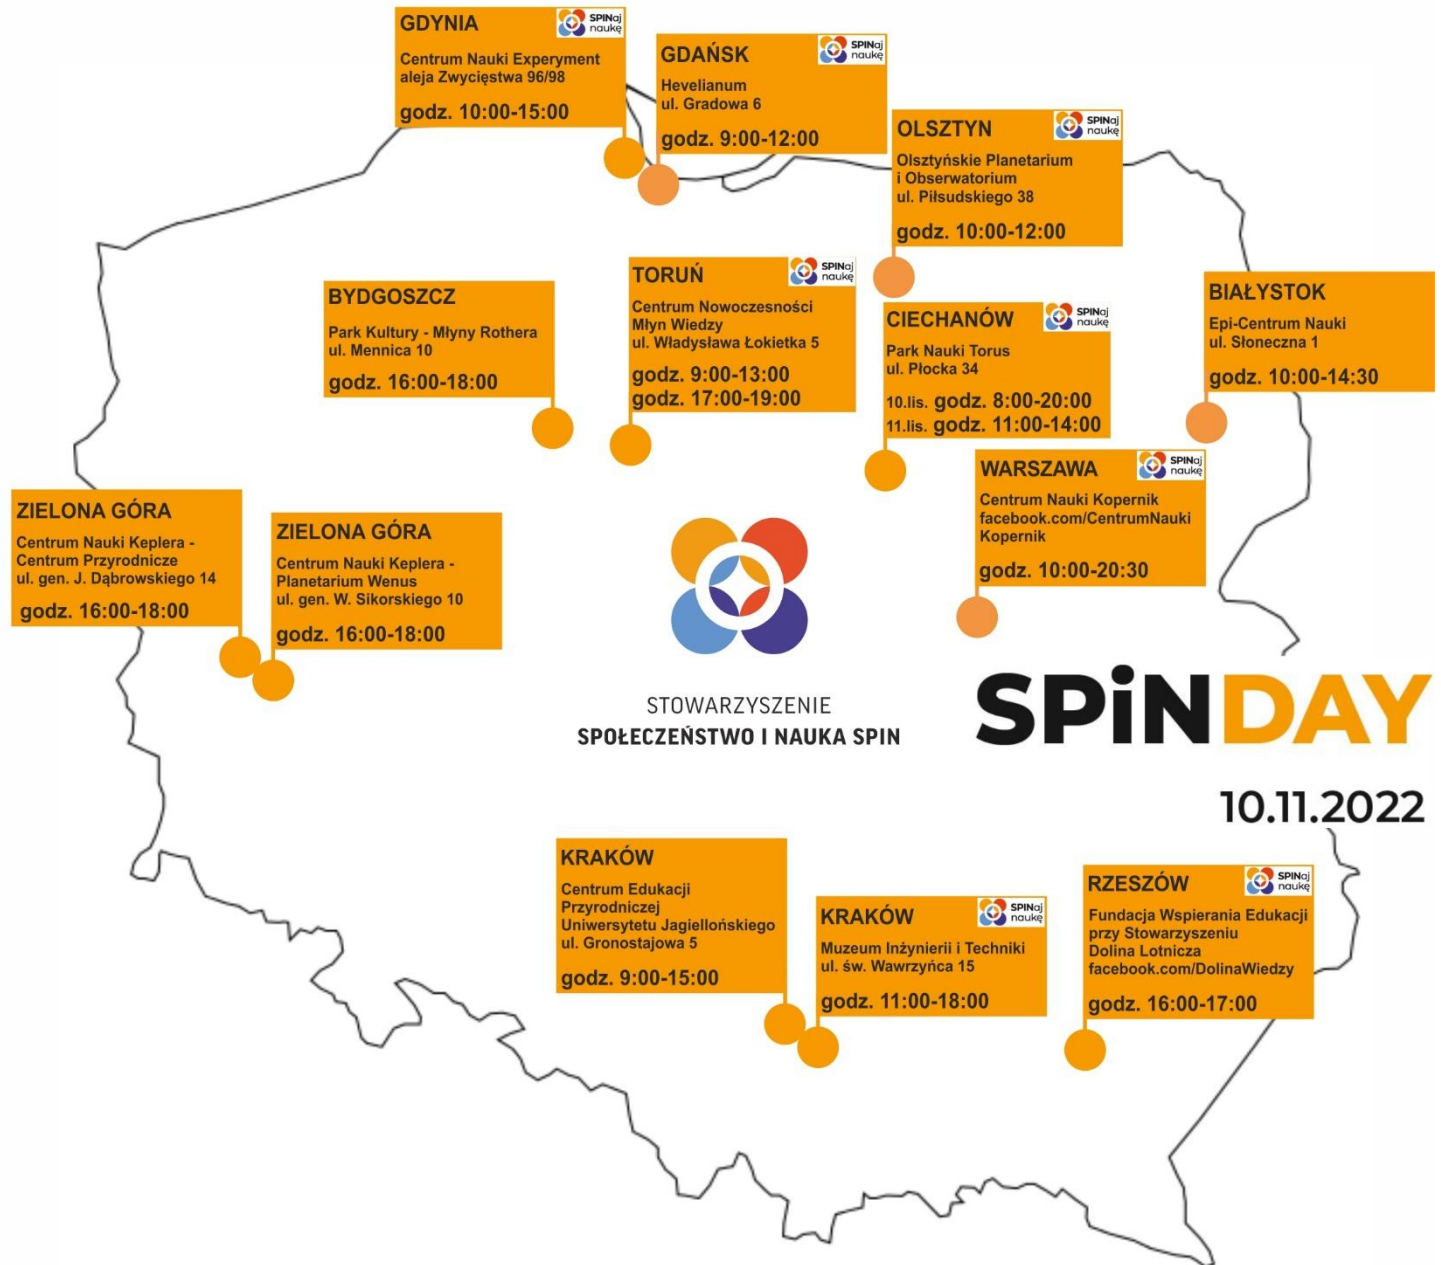 GDYNIA
SPINaj
naukę
Centrum Nauki Experyment
aleja Zwycięstwa 96/98
godz. 10:00-15:00
GDAŃSK
SPINaj
naukę
Hevelianum
ul. Gradowa 6
godz. 9:00-12:00
OLSZTYN
SPINaj
naukę
Olsztyńskie Planetarium
i Obserwatorium
ul. Piłsudskiego 38
godz. 10:00-12:00
BYDGOSZCZ
Park Kultury - Młyny Rothera
ul. Mennica 10
godz. 16:00-18:00
TORUŃ
SPINaj
naukę
Centrum Nowoczesności
Młyn Wiedzy
ul. Władysława Łokietka 5
godz. 9:00-13:00
godz. 17:00-19:00
CIECHANÓW
SPINaj
naukę
Park Nauki Torus
ul. Płocka 34
10.lis. godz. 8:00-20:00
11.lis. godz. 11:00-14:00
BIAŁYSTOK
Epi-Centrum Nauki
ul. Słoneczna 1
godz. 10:00-14:30
WARSZAWA
SPINaj
naukę
Centrum Nauki Kopernik
facebook.com/CentrumNauki
Kopernik
godz. 10:00-20:30
ZIELONA GÓRA
Centrum Nauki Keplera -
Centrum Przyrodnicze
ul. gen. J. Dąbrowskiego 14
godz. 16:00-18:00
ZIELONA GÓRA
Centrum Nauki Keplera -
Planetarium Wenus
ul. gen. W. Sikorskiego 10
godz. 16:00-18:00
STOWARZYSZENIE
SPOŁECZEŃSTWO I NAUKA SPIN
SPiNDAY
10.11.2022
KRAKÓW
Centrum Edukacji
Przyrodniczej
Uniwersytetu Jagiellońskiego
ul. Gronostajowa 5
godz. 9:00-15:00
KRAKÓW
SPINaj
naukę
Muzeum Inżynierii i Techniki
ul. św. Wawrzyńca 15
godz. 11:00-18:00
RZESZÓW
SPINaj
naukę
Fundacja Wspierania Edukacji
przy Stowarzyszeniu
Dolina Lotnicza
facebook.com/DolinaWiedzy
godz. 16:00-17:00